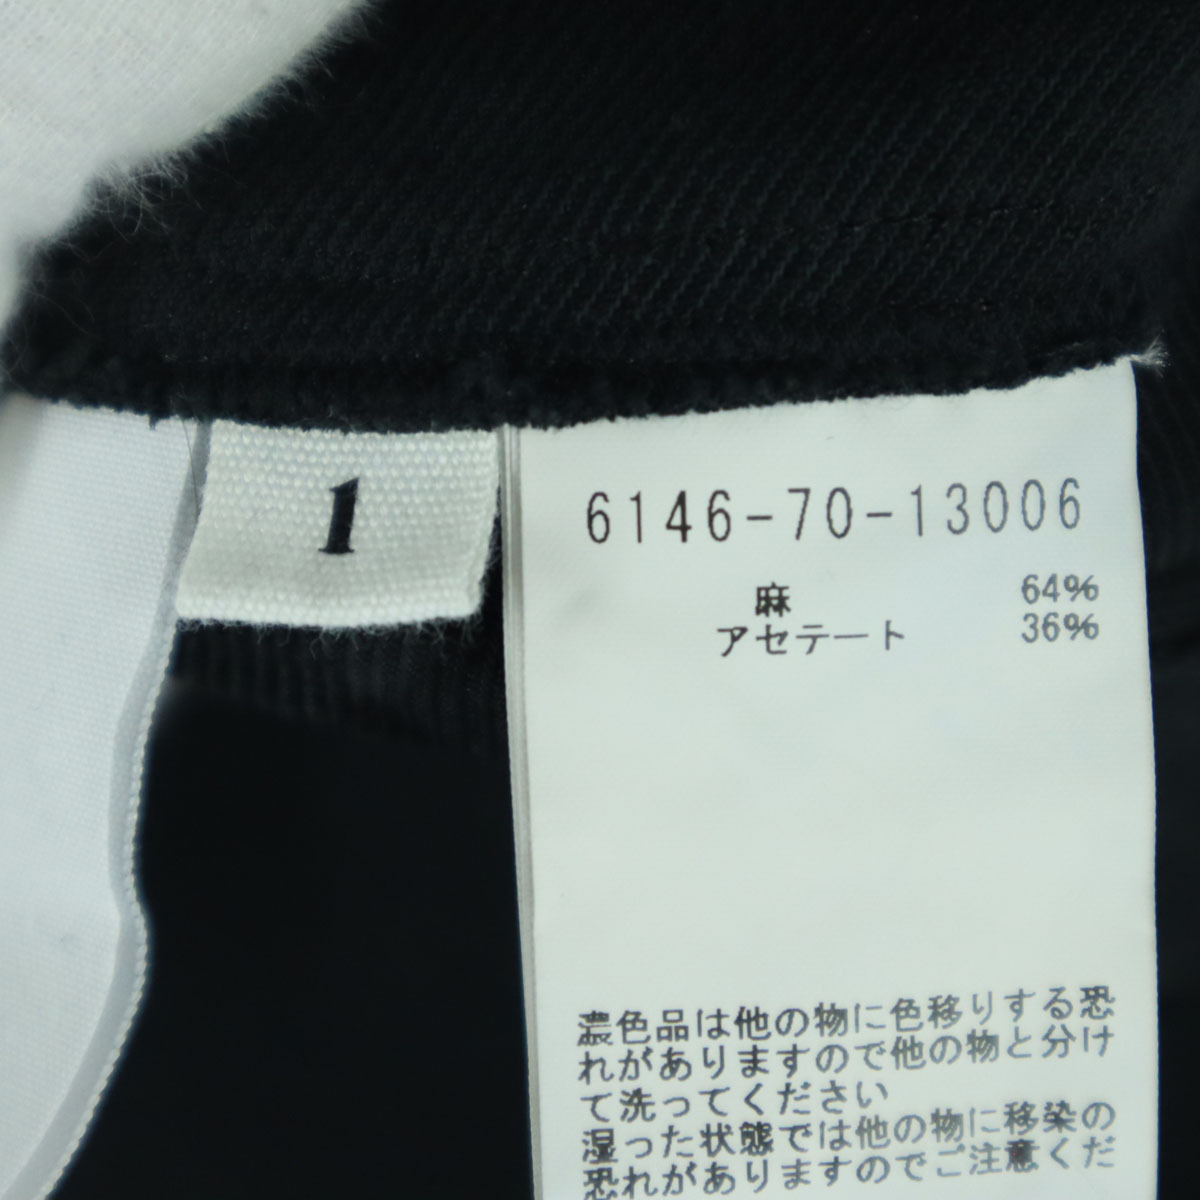 1
6146-70-13006
麻 64%
アセテート 36%
濃色品は他の物に色移りする恐
れがありますので他の物と分け
て洗ってください
湿った状態では他の物に移染の
恐れがありますのでご注意くだ